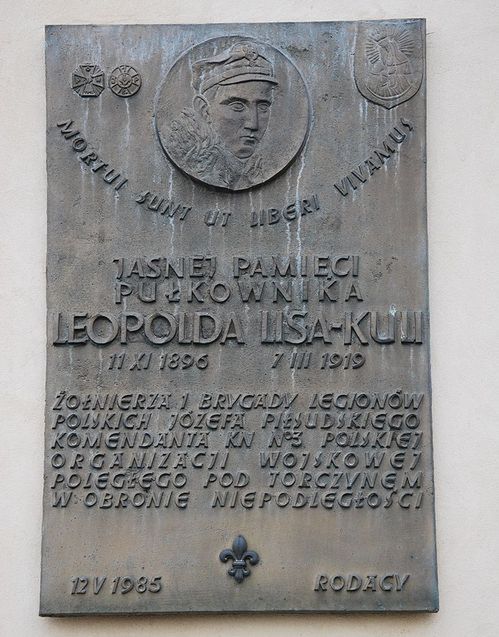 MORTUI SUNT UT LIBERI VIVAMUS
JASNEJ PAMIĘCI
PUŁKOWNIKA
LEOPOLDA LISA-KULI
11 XI 1896 7 III 1919
ŻOŁNIERZA 1 BRYGADY LEGIONÓW
POLSKICH JÓZEFA PIŁSUDSKIEGO
KOMENDANTA KN Nº3 POLSKIEJ
ORGANIZACJI WOJSKOWEJ
POLEGŁEGO POD TORCZYNEM
W OBRONIE NIEPODLEGŁOŚCI
12 V 1985 RODACY